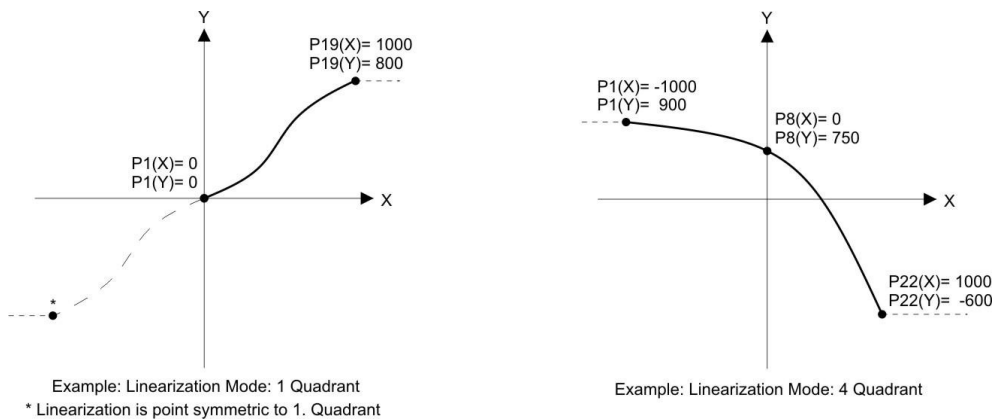 Y
P19(X)= 1000
P19(Y)= 800
P1(X)= 0
P1(Y)= 0
X
*
Example: Linearization Mode: 1 Quadrant
* Linearization is point symmetric to 1. Quadrant
Y
P1(X)= -1000
P1(Y)= 900
P8(X)= 0
P8(Y)= 750
X
P22(X)= 1000
P22(Y)= -600
Example: Linearization Mode: 4 Quadrant